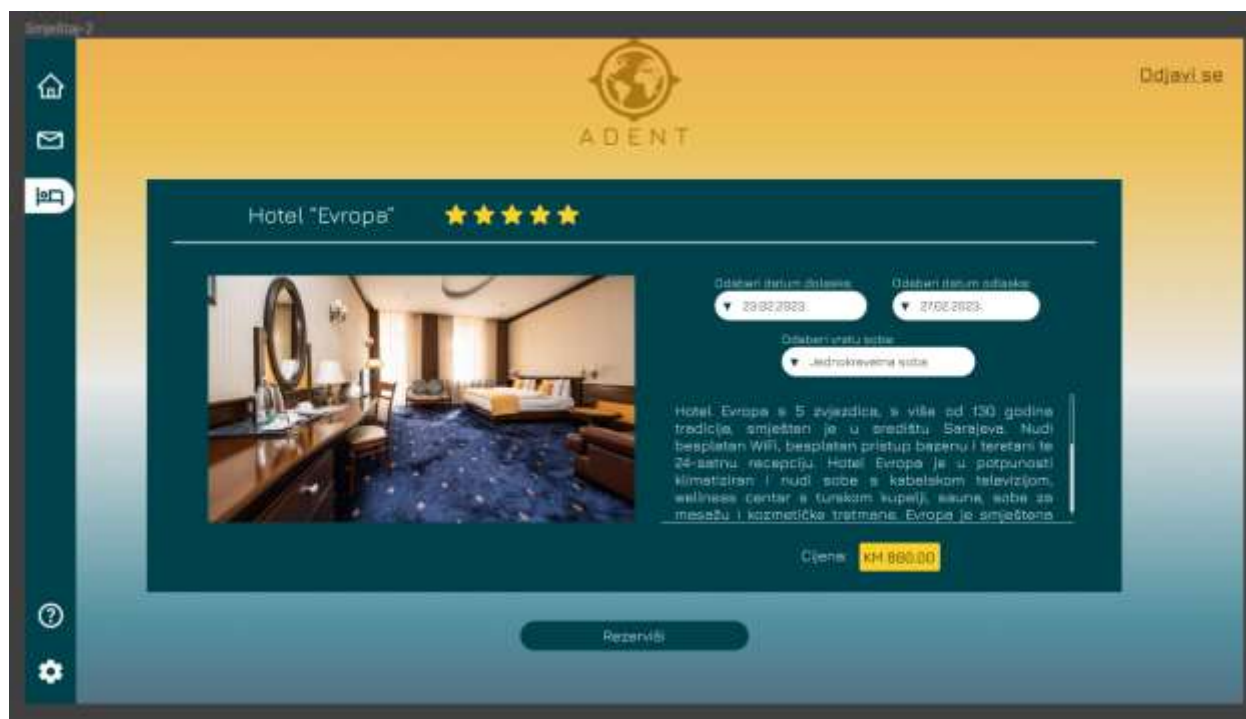 Smještaj-2
ADENT
Odjavi se
Hotel "Evropa"
Odaberi datum dolaska:
Odaberi datum odlaska:
23.02.2023.
27.02.2023.
Odaberi vrstu sobe:
Jednokrevetna soba
Hotel Evropa s 5 zvjezdica, s više od 130 godina
tradicije, smješten je u središtu Sarajeva. Nudi
besplatan WiFi, besplatan pristup bazenu i teretani te
24-satnu recepciju. Hotel Evropa je u potpunosti
klimatiziran i nudi sobe s kabelskom televizijom,
wellness centar s turskom kupelji, saune, sobe za
masažu i kozmetičke tretmane. Evropa je smještena
Cijena:
KM 860.00
Rezerviši